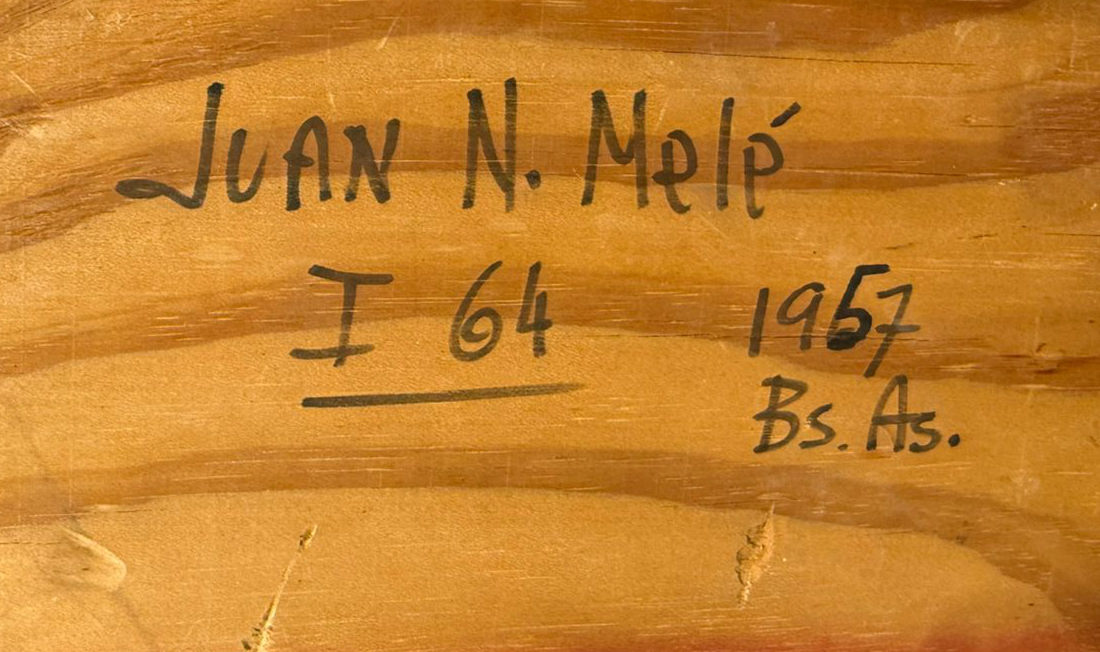 JUAN N. Melé
I 64 1957
Bs. As.